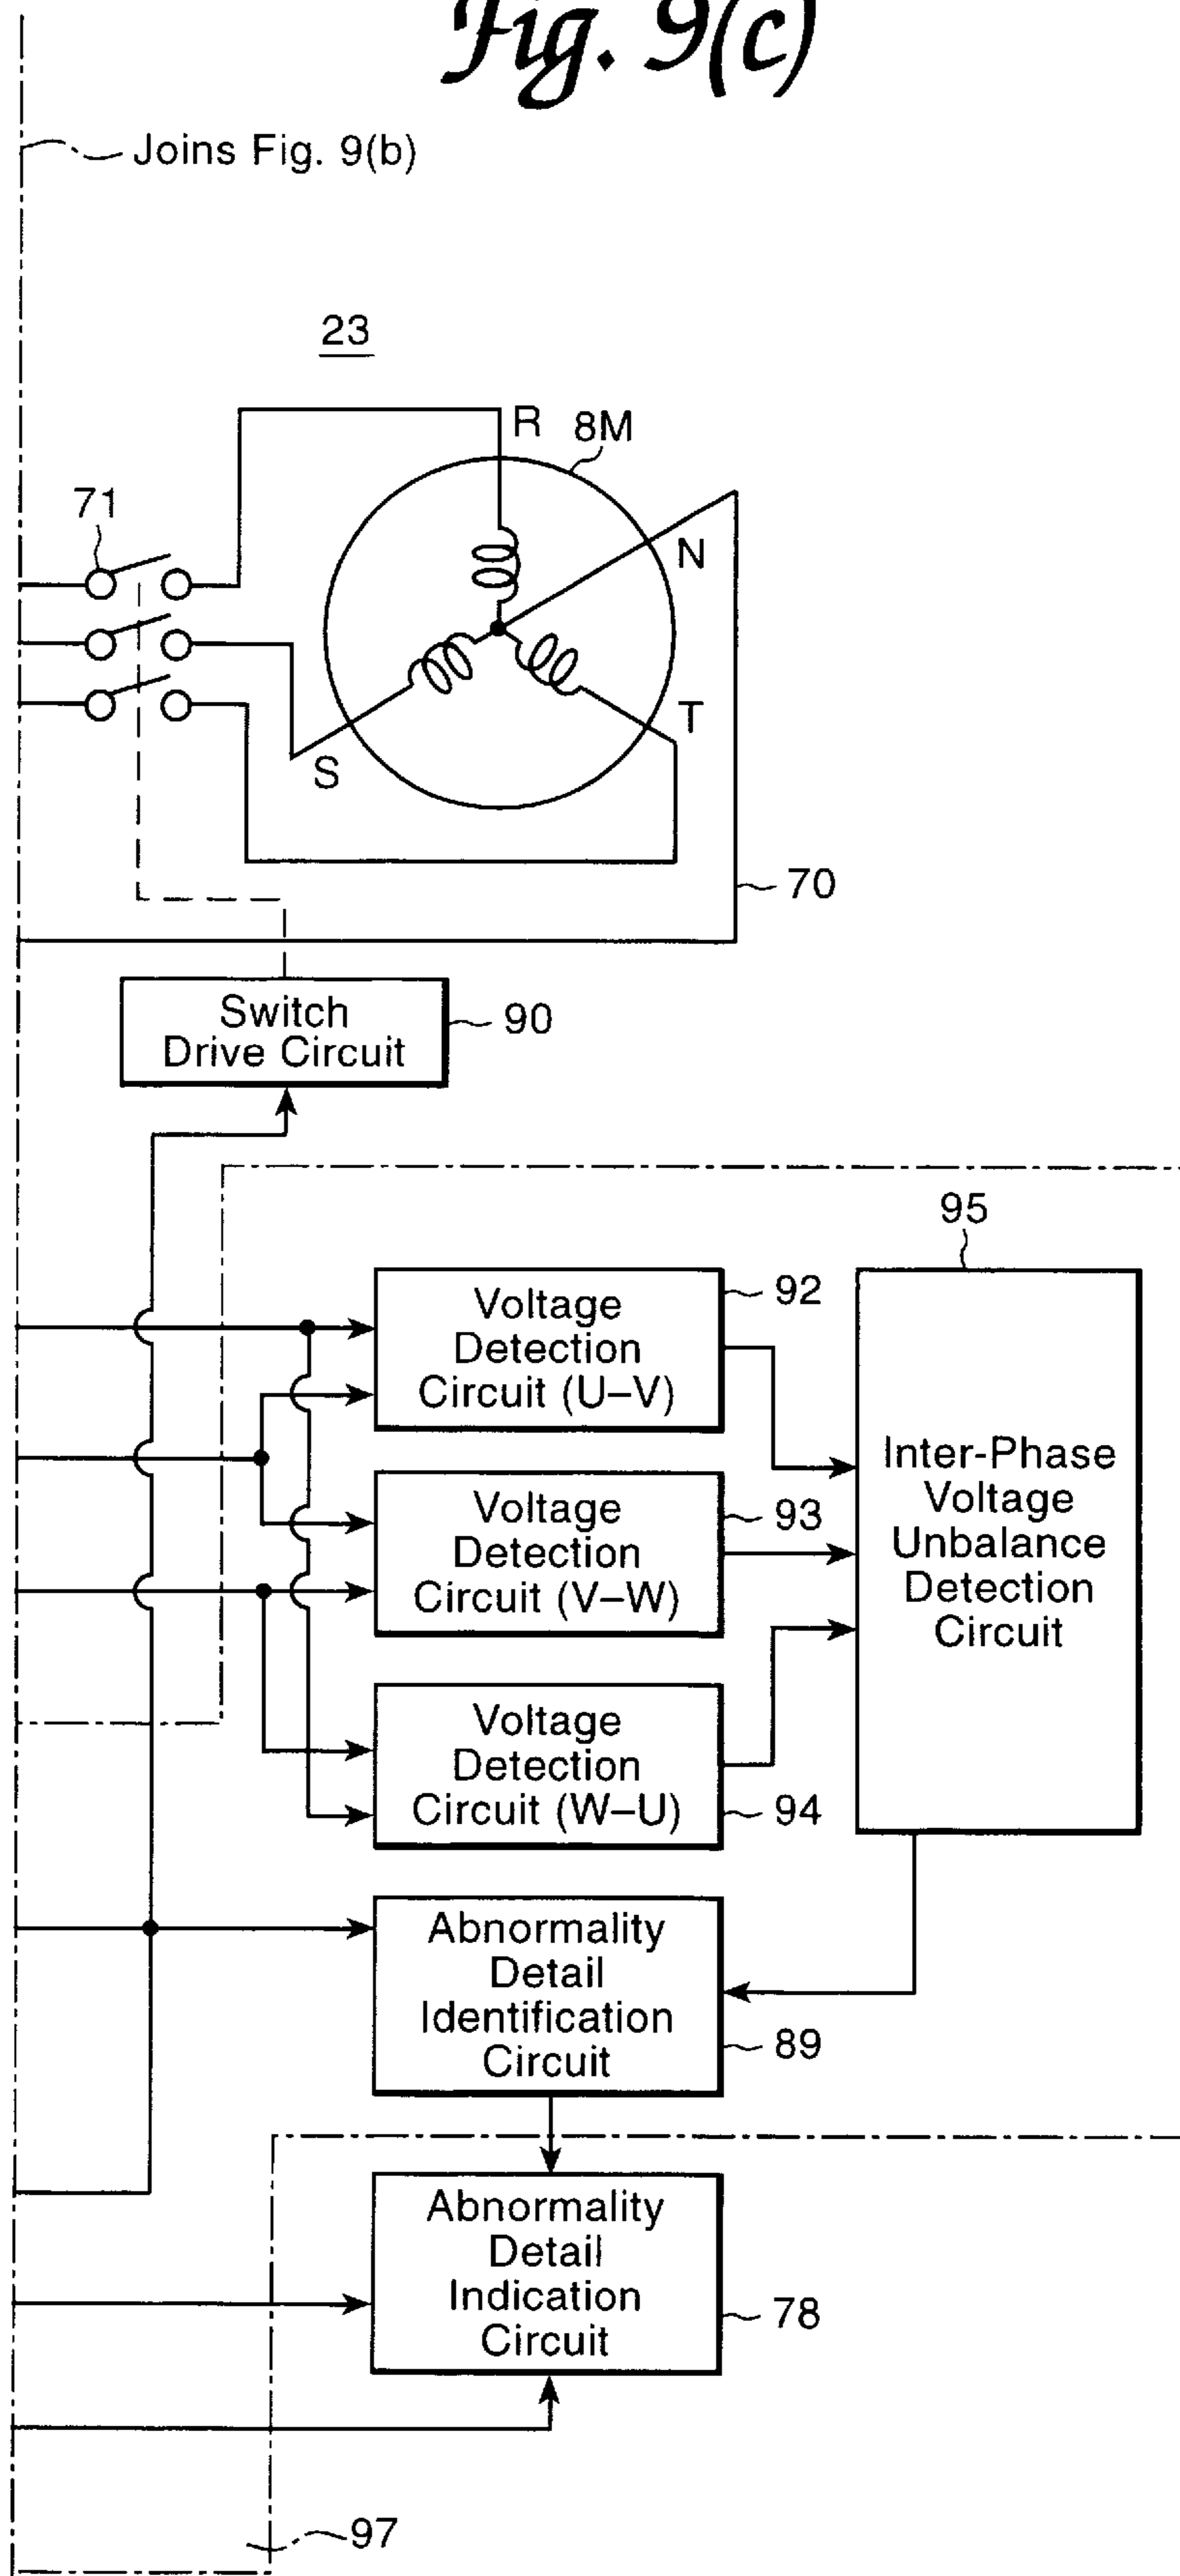 Fig. 9(c)
Joins Fig. 9(b)
23
R
8M
71
N
T
S
70
Switch
Drive Circuit
90
95
Voltage
Detection
Circuit (U–V)
92
Inter-Phase
Voltage
Unbalance
Detection
Circuit
Voltage
Detection
Circuit (V–W)
93
Voltage
Detection
Circuit (W–U)
94
Abnormality
Detail
Identification
Circuit
89
Abnormality
Detail
Indication
Circuit
78
97